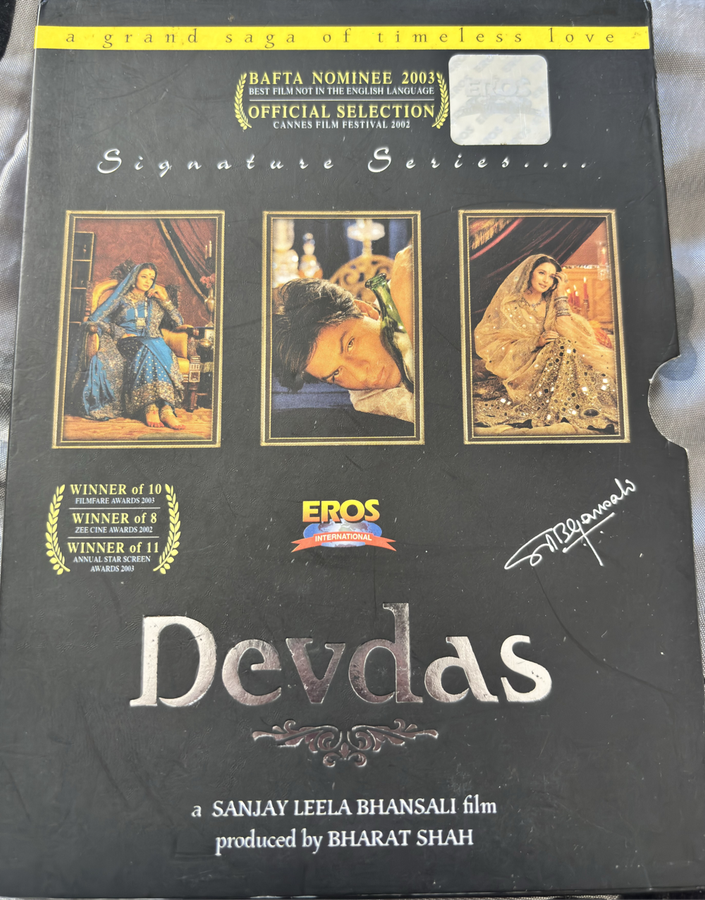 a grand saga of timeless love
BAFTA NOMINEE 2003
BEST FILM NOT IN THE ENGLISH LANGUAGE
OFFICIAL SELECTION
CANNES FILM FESTIVAL 2002
EROS
Signature Series....
WINNER of 10
FILMFARE AWARDS 2003
WINNER of 8
ZEE CINE AWARDS 2002
WINNER of 11
ANNUAL STAR SCREEN
AWARDS 2003
EROS
INTERNATIONAL
SLBhansali
Devdas
a SANJAY LEELA BHANSALI film
produced by BHARAT SHAH